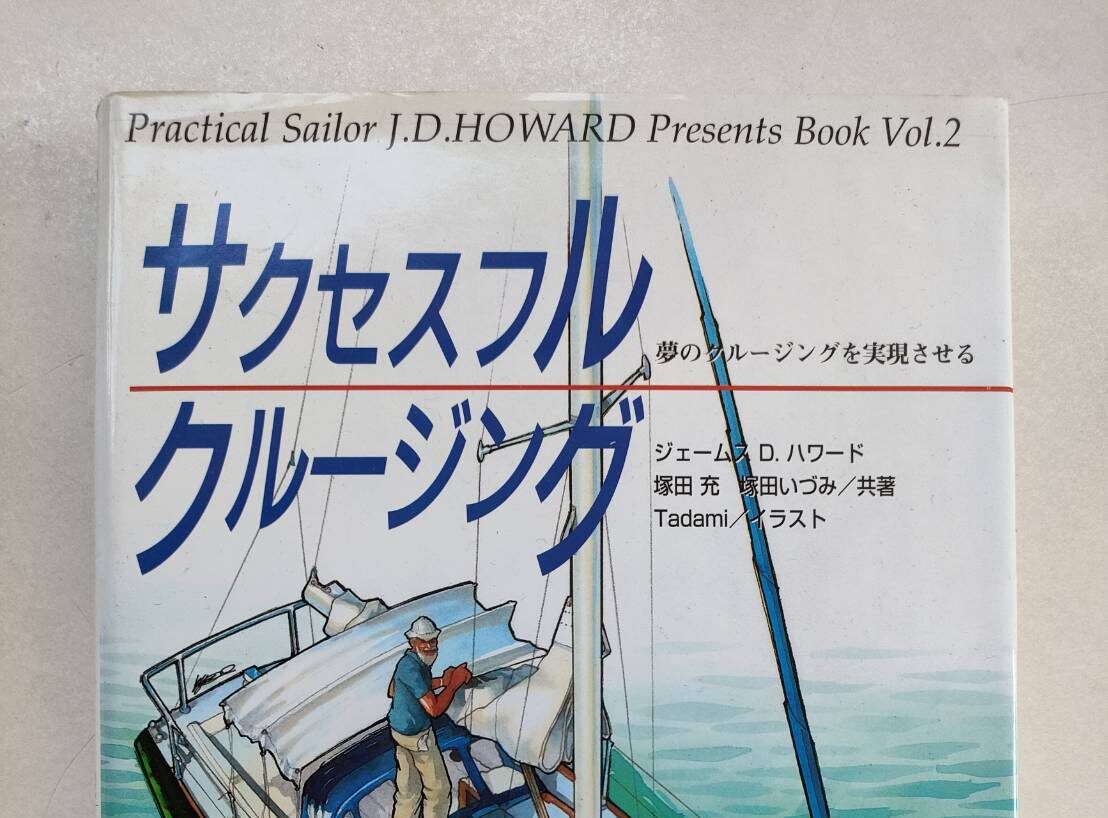 Practical Sailor J.D.HOWARD Presents Book Vol.2
サクセスフル
夢のクルージングを実現させる
クルージング
ジェームス D. ハワード
塚田 充　塚田いづみ／共著
Tadami／イラスト